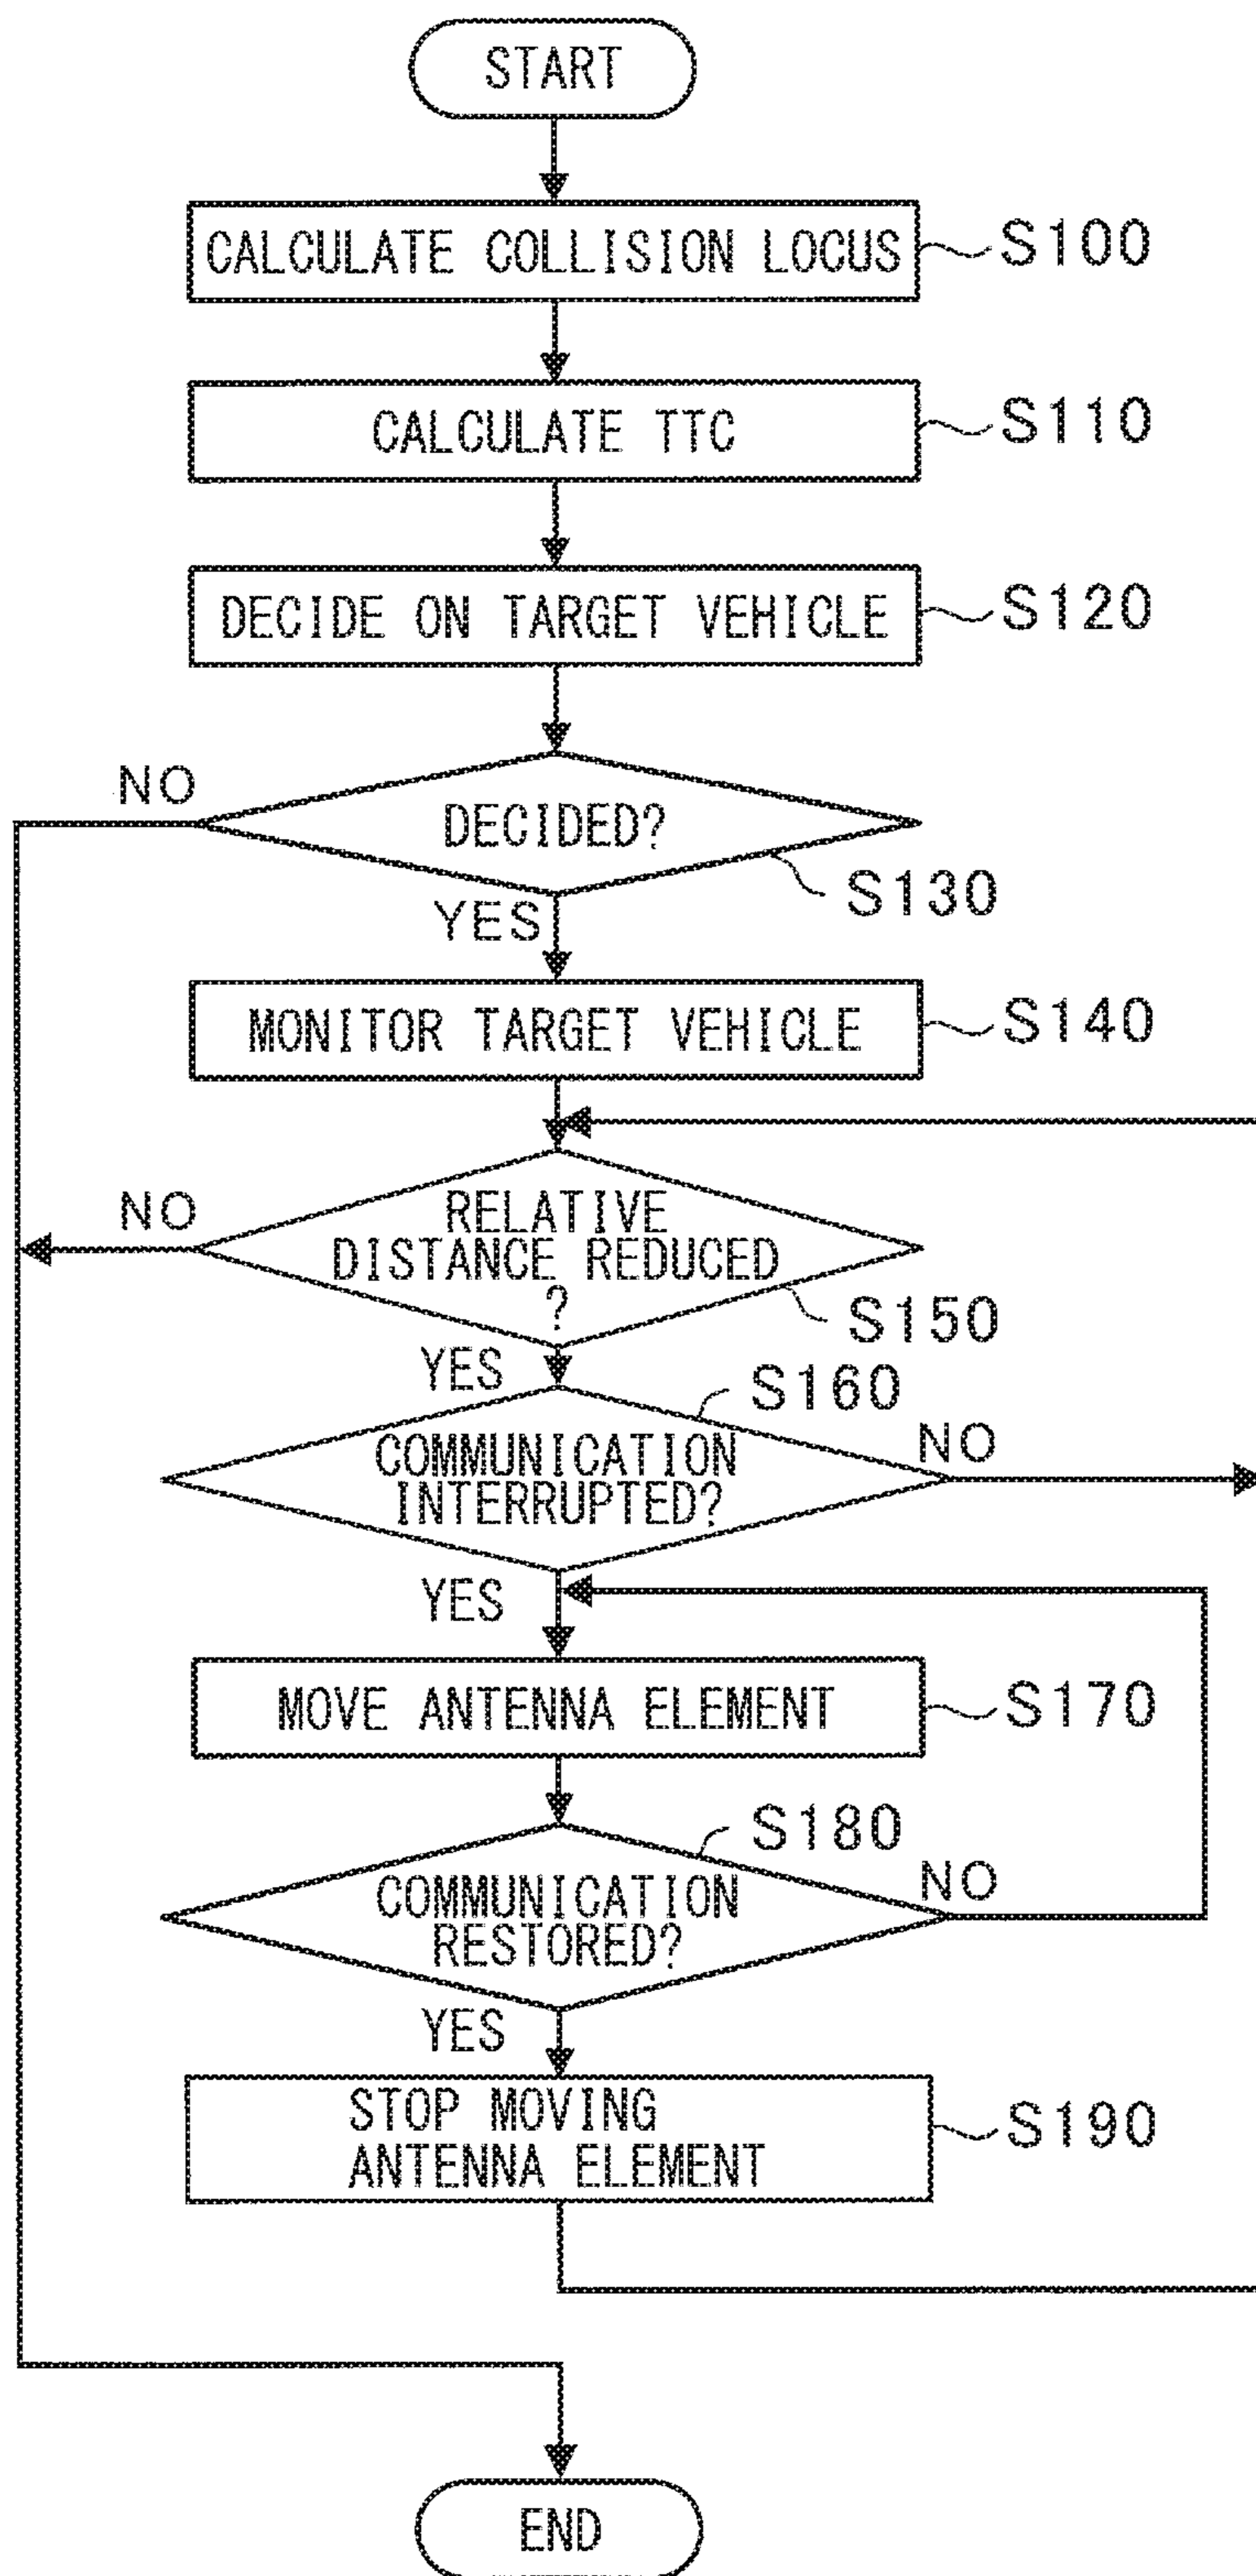 START
CALCULATE COLLISION LOCUS
S100
CALCULATE TTC
S110
DECIDE ON TARGET VEHICLE
S120
NO
DECIDED?
S130
YES
MONITOR TARGET VEHICLE
S140
NO
RELATIVE
DISTANCE REDUCED
?
S150
YES
S160
COMMUNICATION
INTERRUPTED?
NO
YES
MOVE ANTENNA ELEMENT
S170
S180
COMMUNICATION
RESTORED?
NO
YES
STOP MOVING
ANTENNA ELEMENT
S190
END